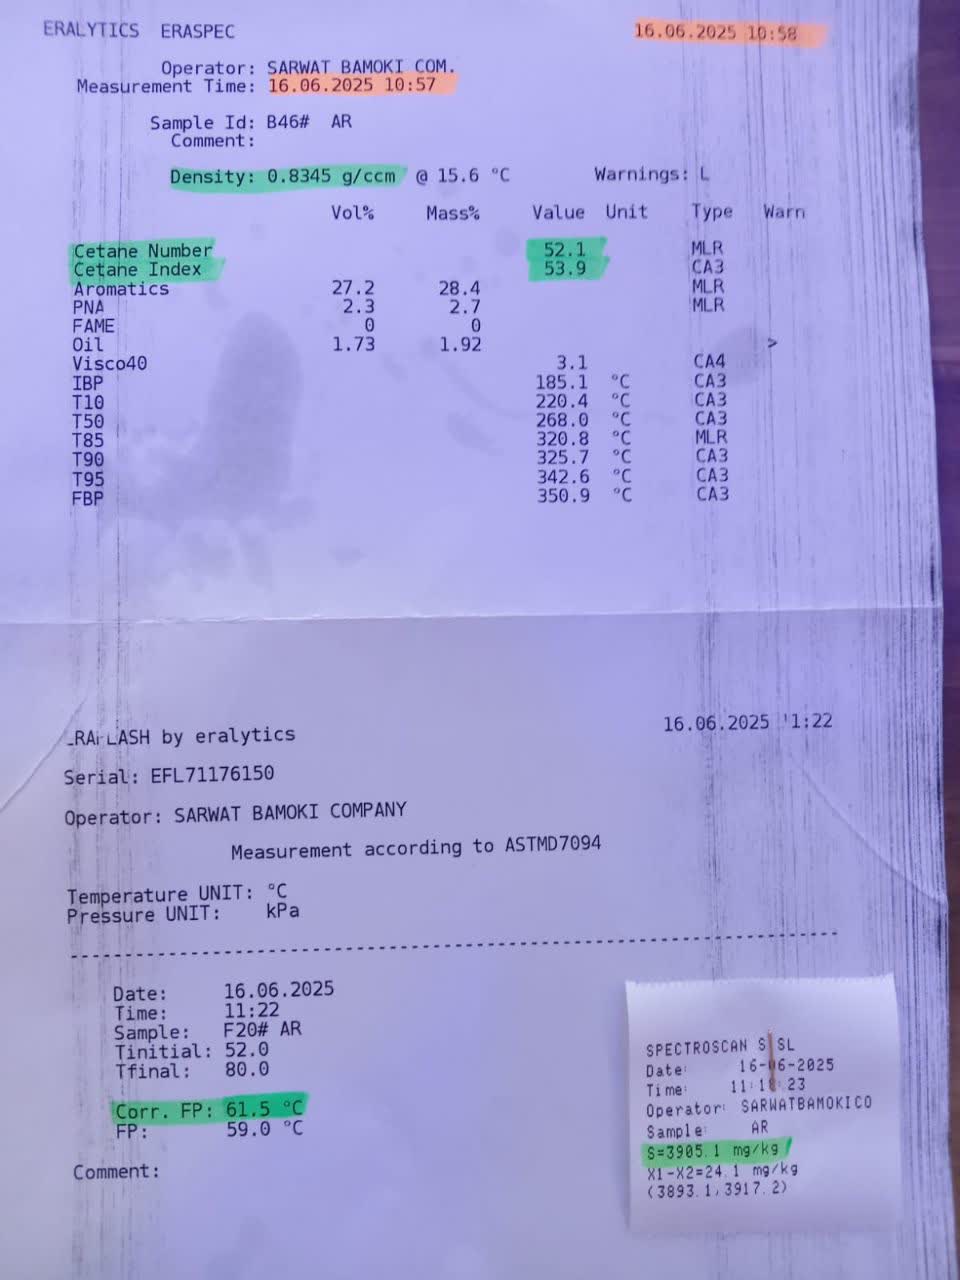 ERALYTICS ERASPEC 16.06.2025 10:58
Operator: SARWAT BAMOKI COM.
Measurement Time: 16.06.2025 10:57
Sample Id: B46# AR
Comment:
Density: 0.8345 g/ccm @ 15.6 °C Warnings: L
Vol% Mass% Value Unit Type Warn
Cetane Number 52.1 MLR
Cetane Index 53.9 CA3
Aromatics 27.2 28.4 MLR
PNA 2.3 2.7 MLR
FAME 0 0
Oil 1.73 1.92 >
Visco40 3.1 CA4
IBP 185.1 °C CA3
T10 220.4 °C CA3
T50 268.0 °C CA3
T85 320.8 °C MLR
T90 325.7 °C CA3
T95 342.6 °C CA3
FBP 350.9 °C CA3
by eralytics 16.06.2025
Serial: EFL71176150
Operator: SARWAT BAMOKI COMPANY
Measurement according to ASTMD7094
Temperature UNIT: °C
Pressure UNIT: kPa
Date: 16.06.2025
Time: 11:22
Sample: F20# AR
Tinitial: 52.0
Tfinal: 80.0
Corr. FP: 61.5 °C
FP: 59.0 °C
Comment:
SPECTROSCAN SL
Date: 16-06-2025
Time:
Operator: SARWATBAMOKICO
Sample: AR
S=3905.1 mg/kg
X1-X2=24.1 mg/kg
(3893.1,3917.2)